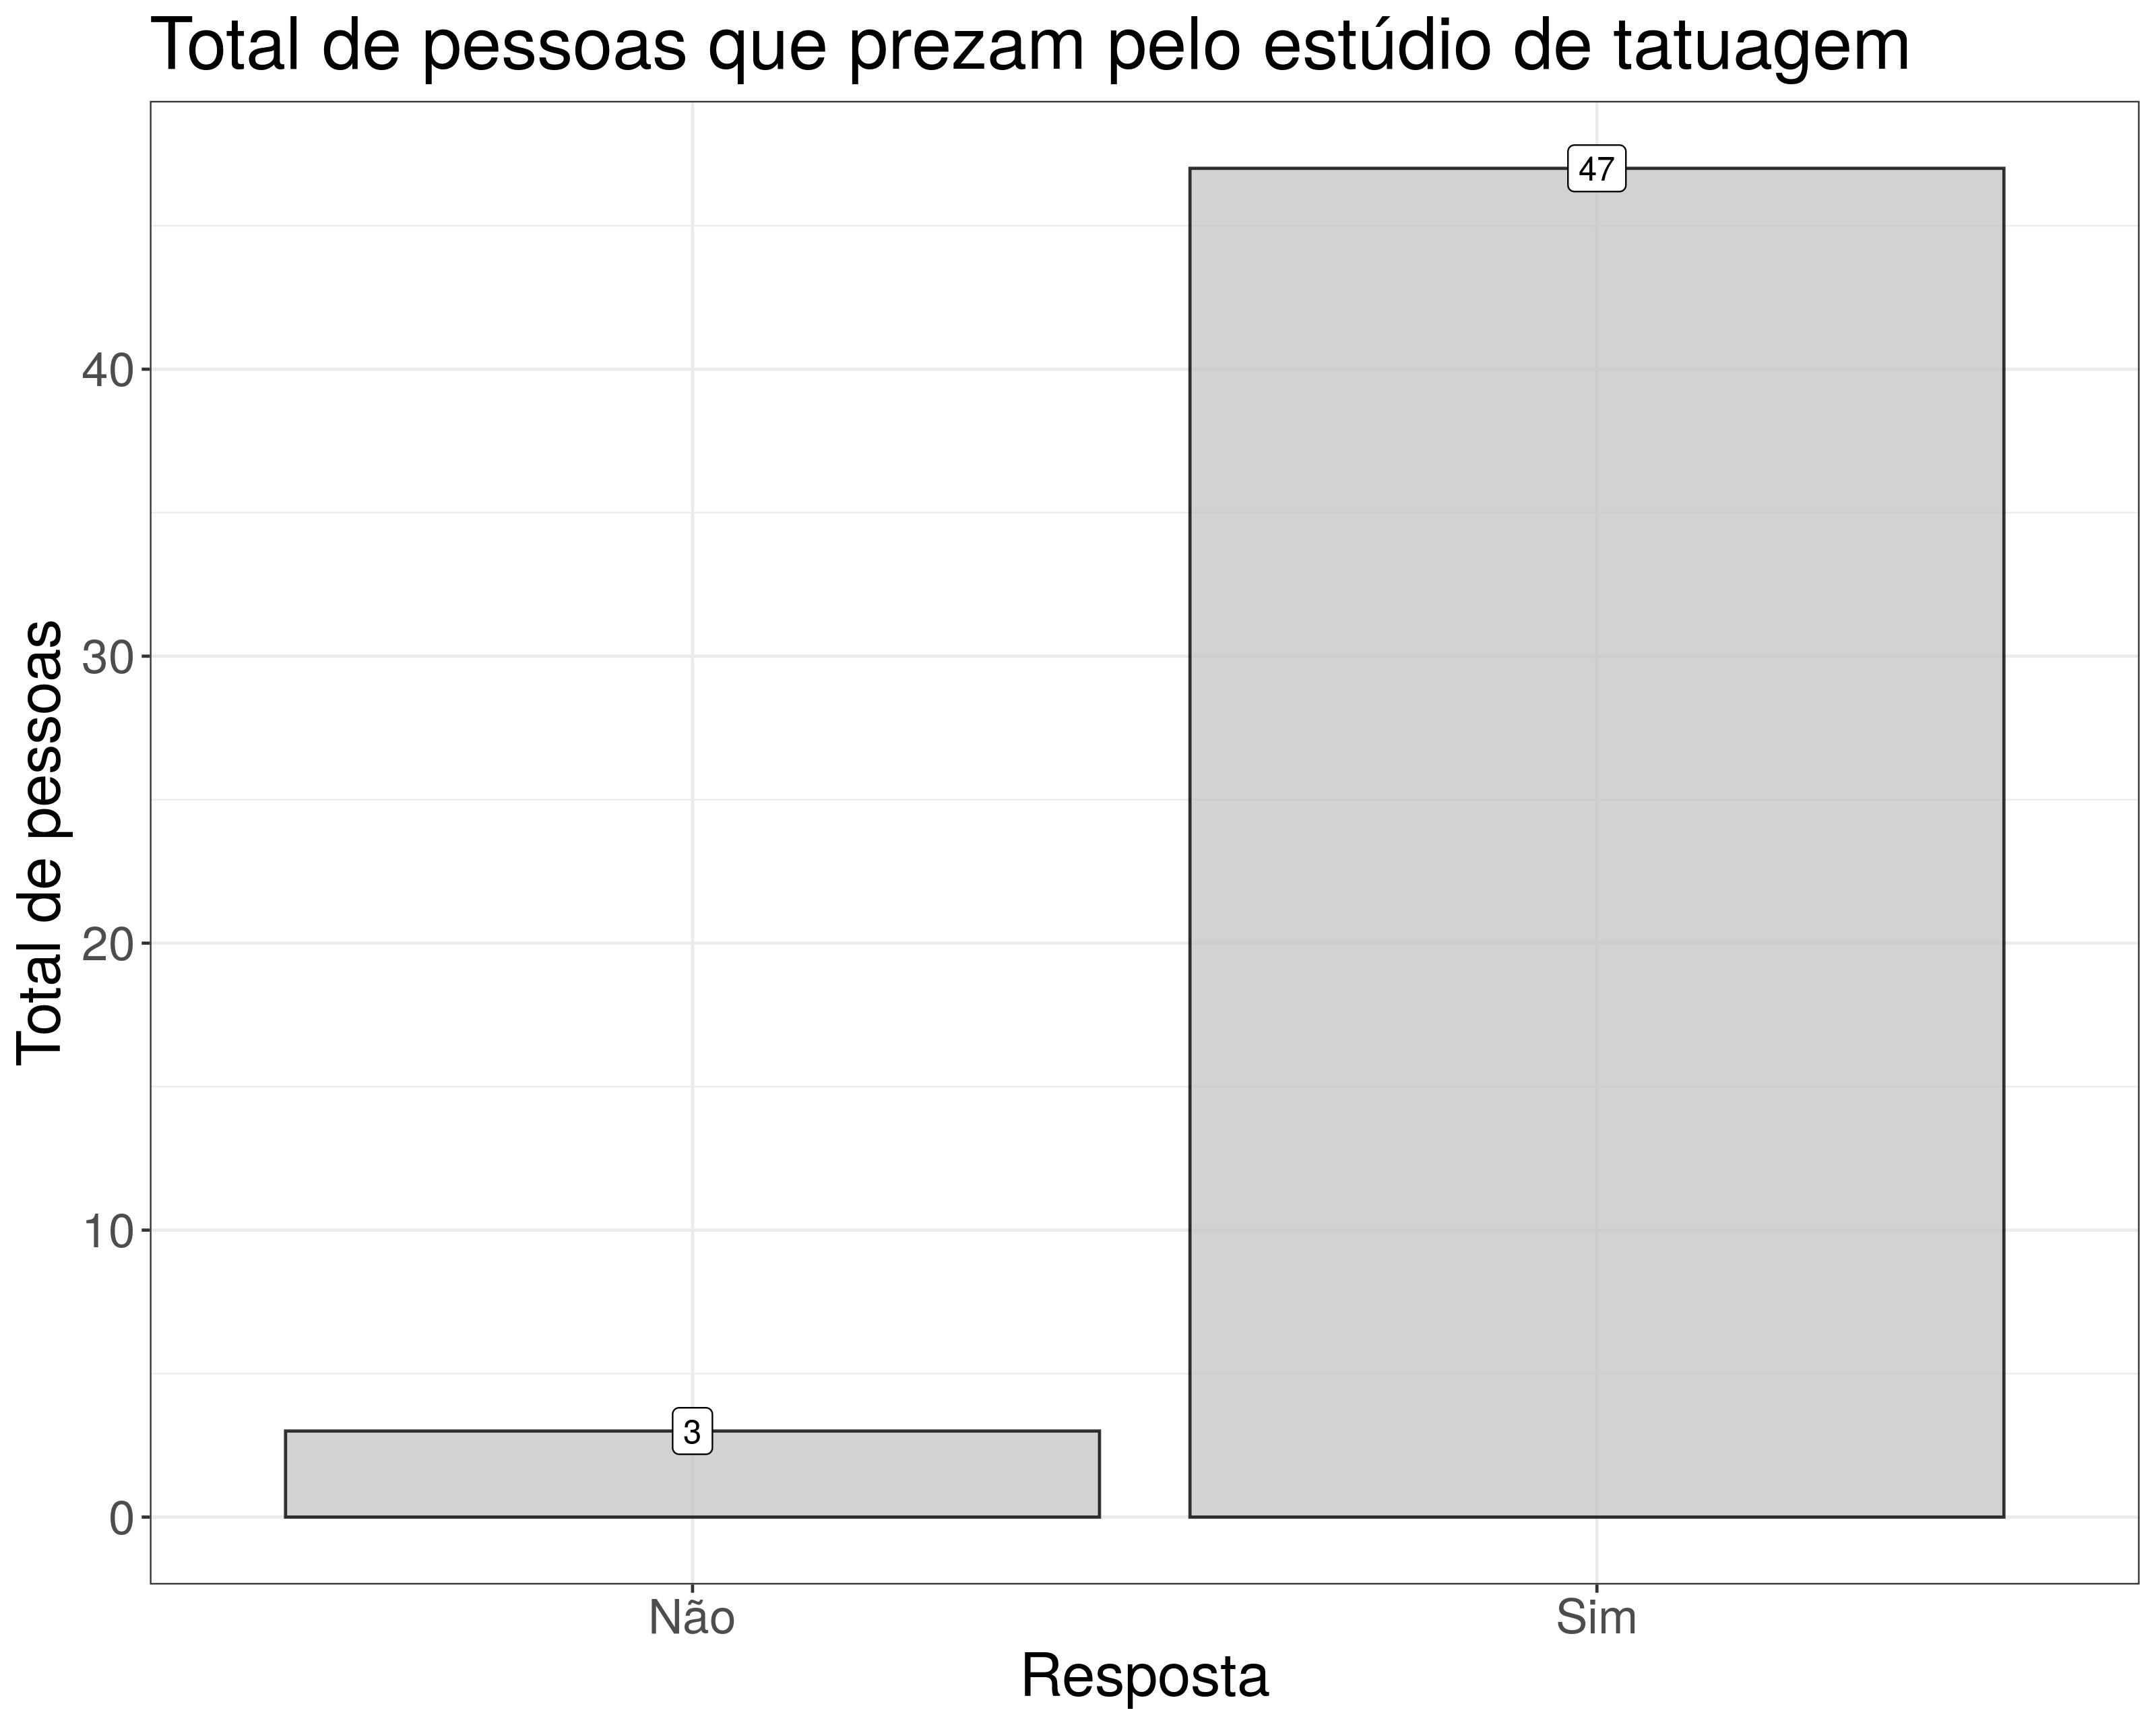 Total de pessoas que prezam pelo estúdio de tatuagem
47
40
30
20
10
3
0
Total de pessoas
Não
Sim
Resposta